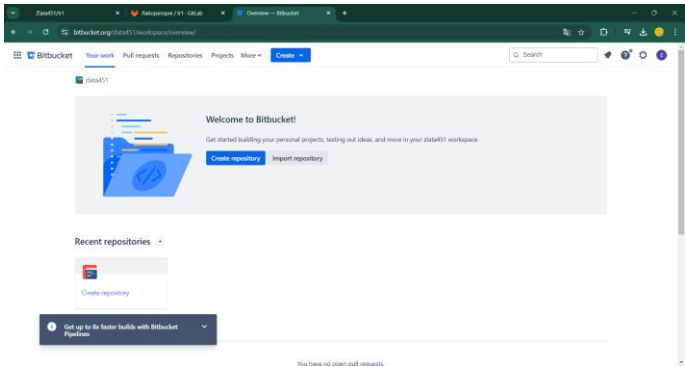 Zlata451/lr1
lr1 · GitLab
Overview — Bitbucket
bitbucket.org/zlata451/workspace/overview/
Bitbucket
Your work
Pull requests
Repositories
Projects
More
Create
Search
zlata451
Welcome to Bitbucket!
Get started building your personal projects, testing out ideas, and more in your zlata451 workspace.
Create repository
Import repository
Recent repositories
Create repository
Get up to 8x faster builds with Bitbucket
Pipelines
You have no open pull requests.